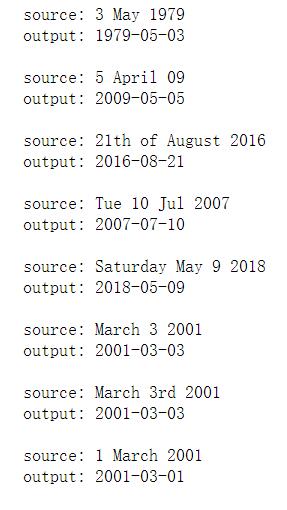 source: 3 May 1979
output: 1979-05-03
source: 5 April 09
output: 2009-05-05
source: 21th of August 2016
output: 2016-08-21
source: Tue 10 Jul 2007
output: 2007-07-10
source: Saturday May 9 2018
output: 2018-05-09
source: March 3 2001
output: 2001-03-03
source: March 3rd 2001
output: 2001-03-03
source: 1 March 2001
output: 2001-03-01